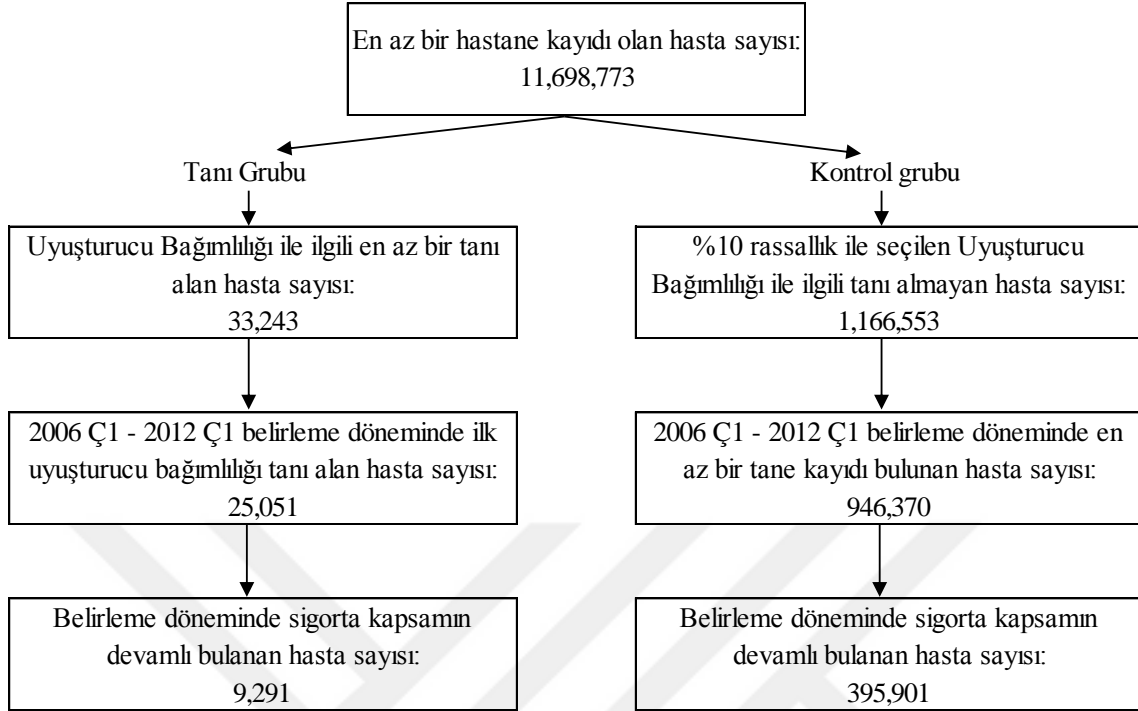 En az bir hastane kayıdı olan hasta sayısı:
11,698,773
Tanı Grubu
Uyuşturucu Bağımlılığı ile ilgili en az bir tanı
alan hasta sayısı:
33,243
2006 Ç1 - 2012 Ç1 belirleme döneminde ilk
uyuşturucu bağımlılığı tanı alan hasta sayısı:
25,051
Belirleme döneminde sigorta kapsamın
devamlı bulanan hasta sayısı:
9,291
Kontrol grubu
%10 rassallık ile seçilen Uyuşturucu
Bağımlılığı ile ilgili tanı almayan hasta sayısı:
1,166,553
2006 Ç1 - 2012 Ç1 belirleme döneminde en
az bir tane kayıdı bulunan hasta sayısı:
946,370
Belirleme döneminde sigorta kapsamın
devamlı bulanan hasta sayısı:
395,901